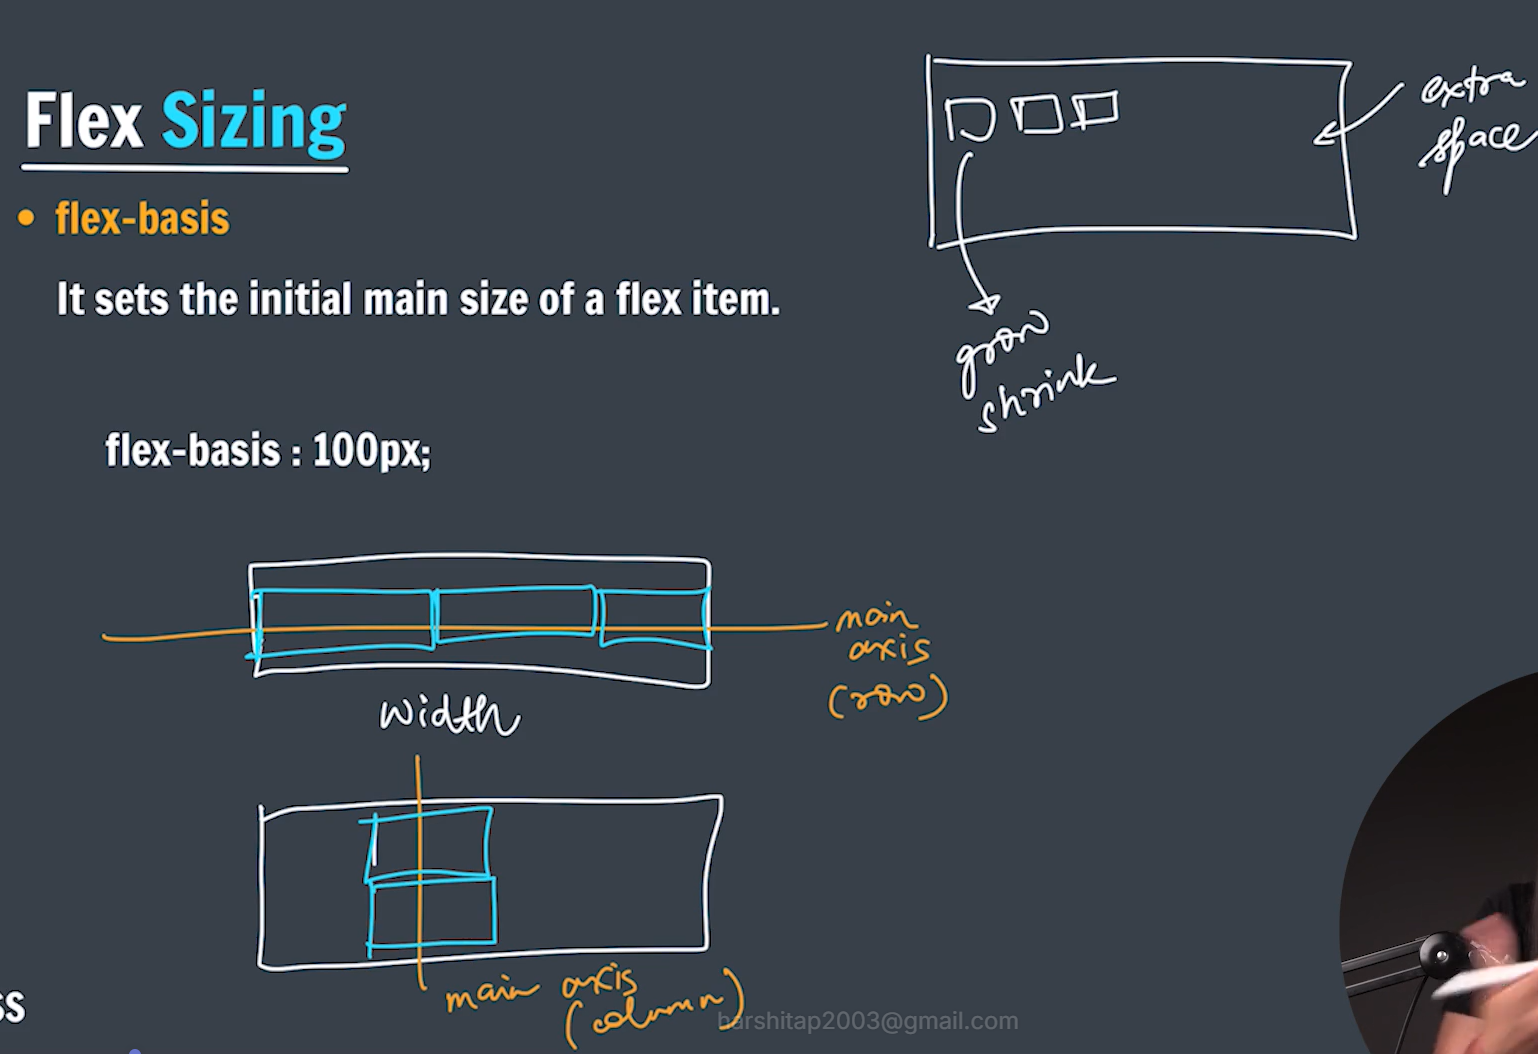 Flex Sizing
• flex-basis
It sets the initial main size of a flex item.
flex-basis : 100px;
extra
space
grow
shrink
main
axis
(row)
width
main axis
(column)
ss
harshitap2003@gmail.com